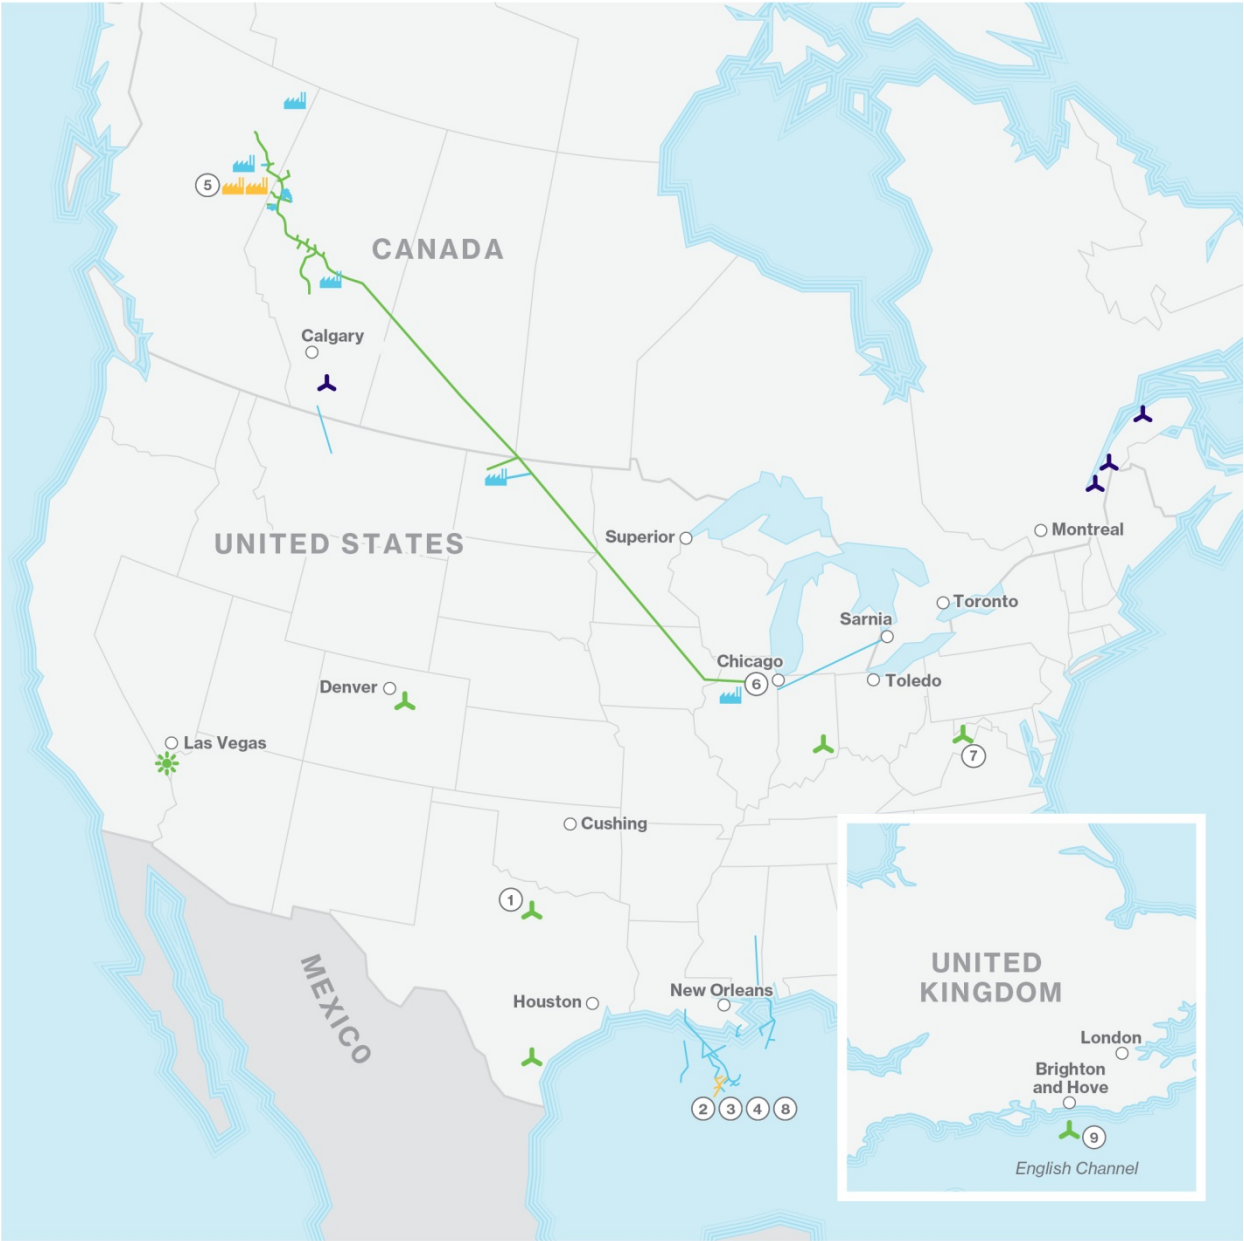 5
CANADA
Calgary
UNITED STATES
Superior
Montreal
Toronto
Sarnia
Chicago
6
Toledo
Denver
Las Vegas
7
Cushing
1
MEXICO
Houston
New Orleans
2 3 4 8
UNITED
KINGDOM
London
Brighton
and Hove
9
English Channel